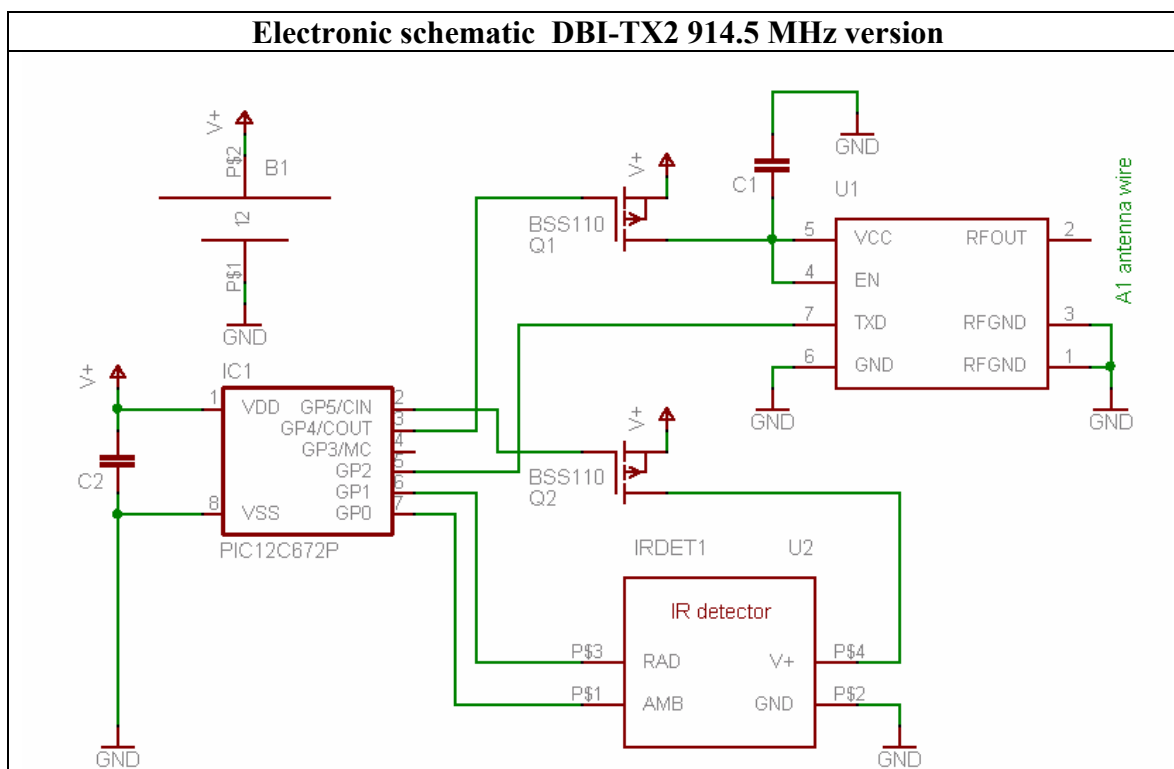 Electronic schematic DBI-TX2 914.5 MHz version
V+
P$2
B1
12
P$1
GND
V+
IC1
1
VDD
GP5/CIN
2
GP4/COUT
3
GP3/MC
4
GP2
5
GP1
6
8
VSS
GP0
7
C2
PIC12C672P
GND
V+
BSS110
Q1
C1
GND
U1
5
VCC
RFOUT
2
4
EN
7
TXD
RFGND
3
6
GND
RFGND
1
A1 antenna wire
GND
GND
V+
BSS110
Q2
IRDET1
U2
IR detector
P$3
RAD
V+
P$4
P$1
AMB
GND
P$2
GND